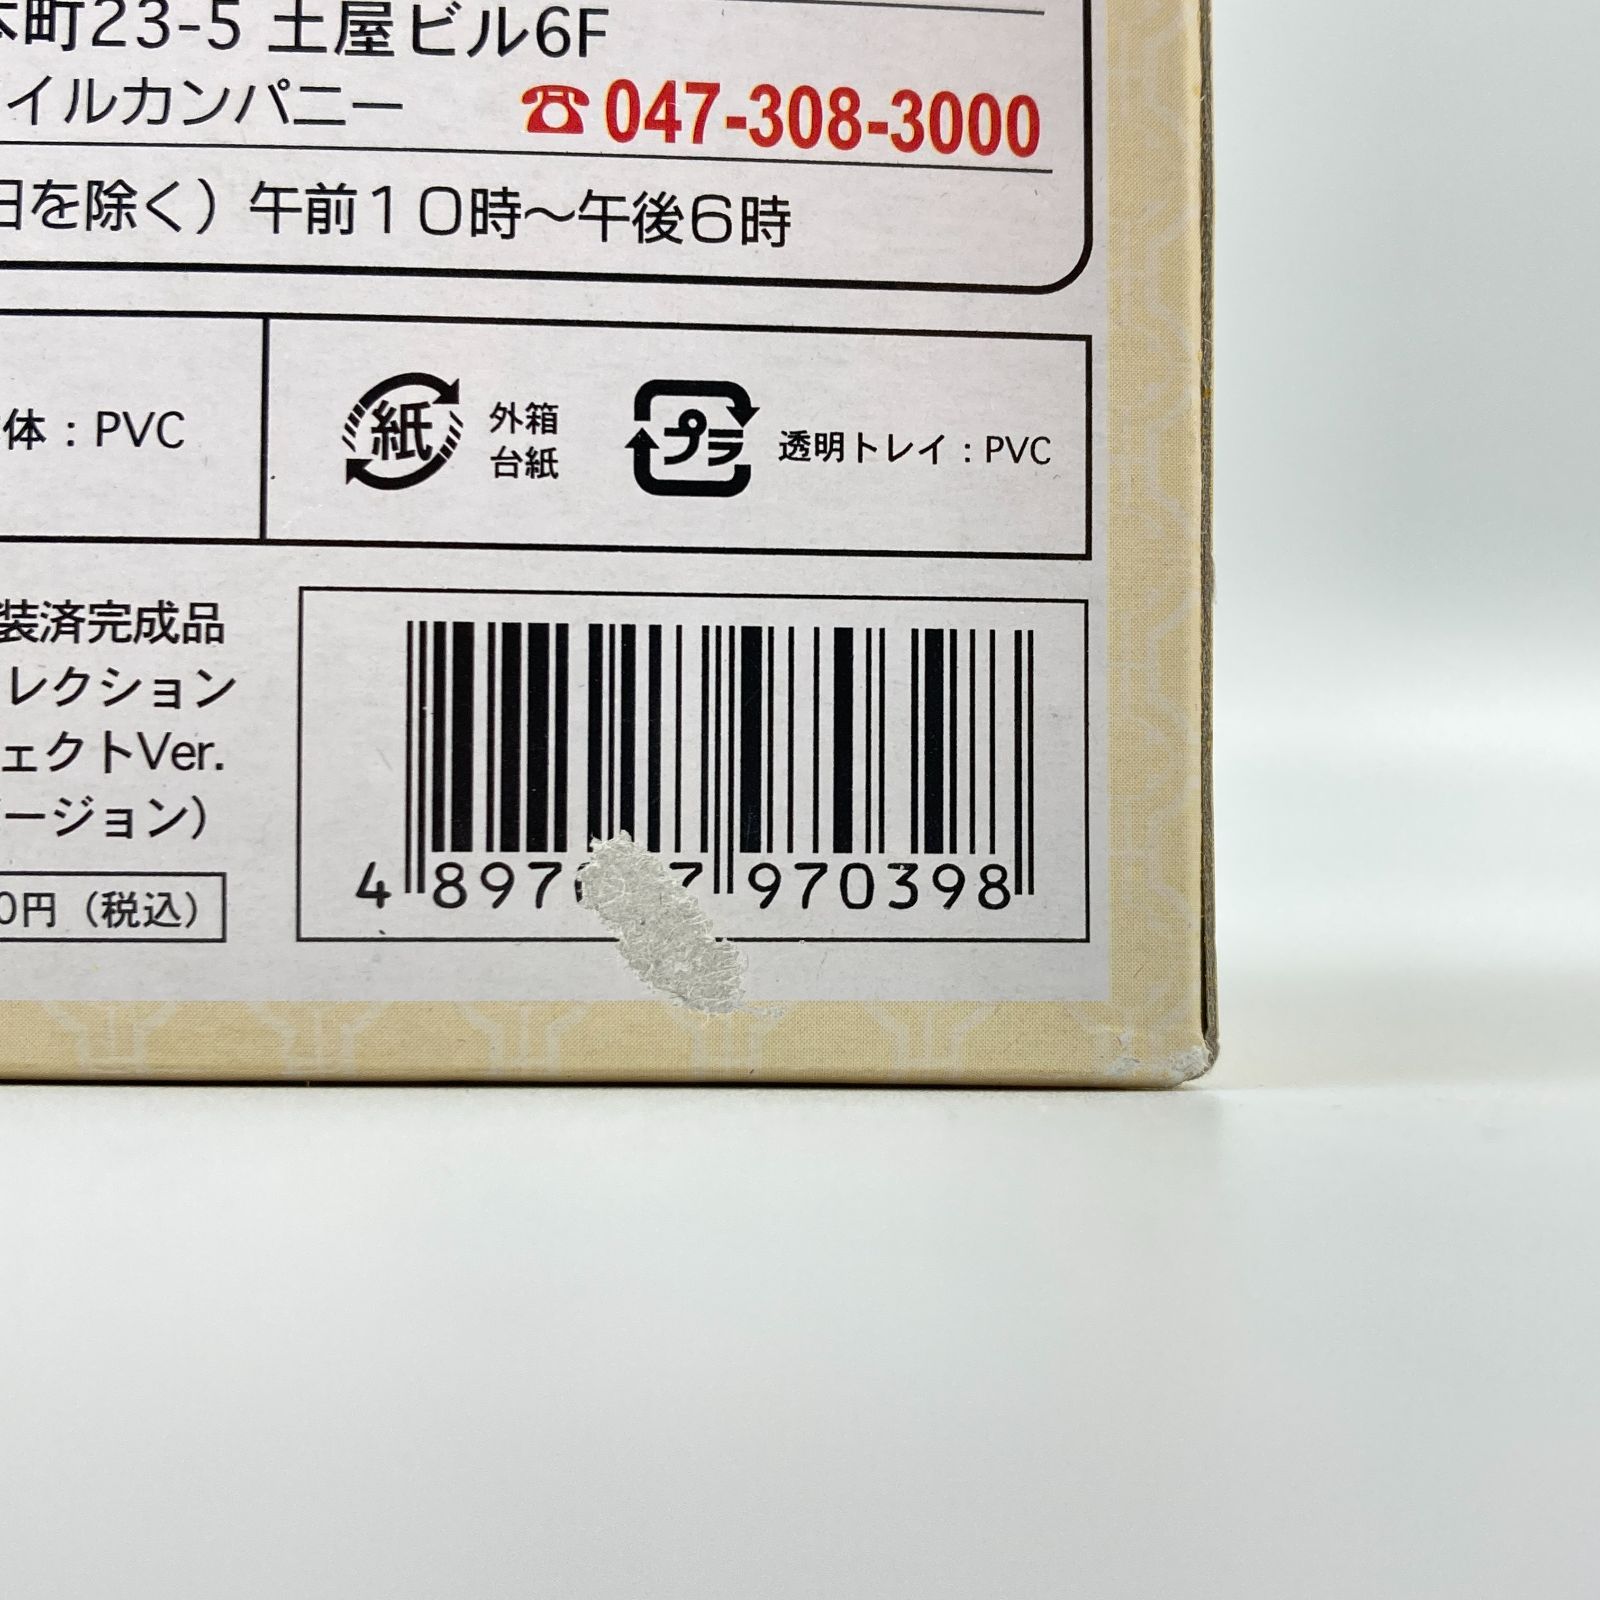 本町23-5 土屋ビル6F
イルカンパニー ☎047-308-3000
日を除く）午前10時～午後6時
体：PVC
紙 外箱
台紙
プラ 透明トレイ：PVC
装済完成品
レクション
ェクトVer.
ージョン）
0円（税込）
4 897 7 970398